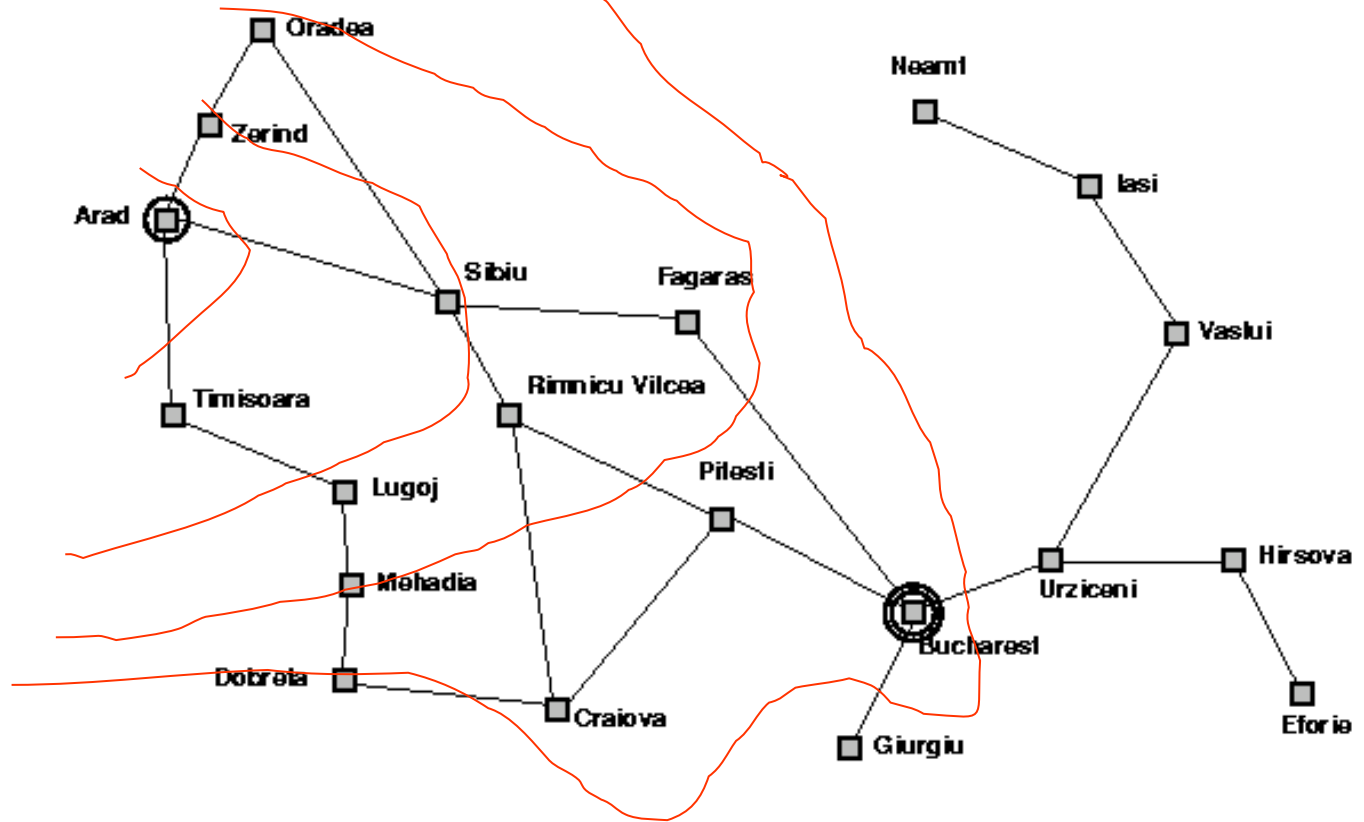 Oradea
Neamt
Zerind
Iasi
Arad
Sibiu
Fagaras
Vaslui
Rimnicu Vilcea
Timisoara
Pitesti
Lugoj
Hirsova
Mehadia
Urziceni
Bucharest
Dobreta
Craiova
Eforie
Giurgiu